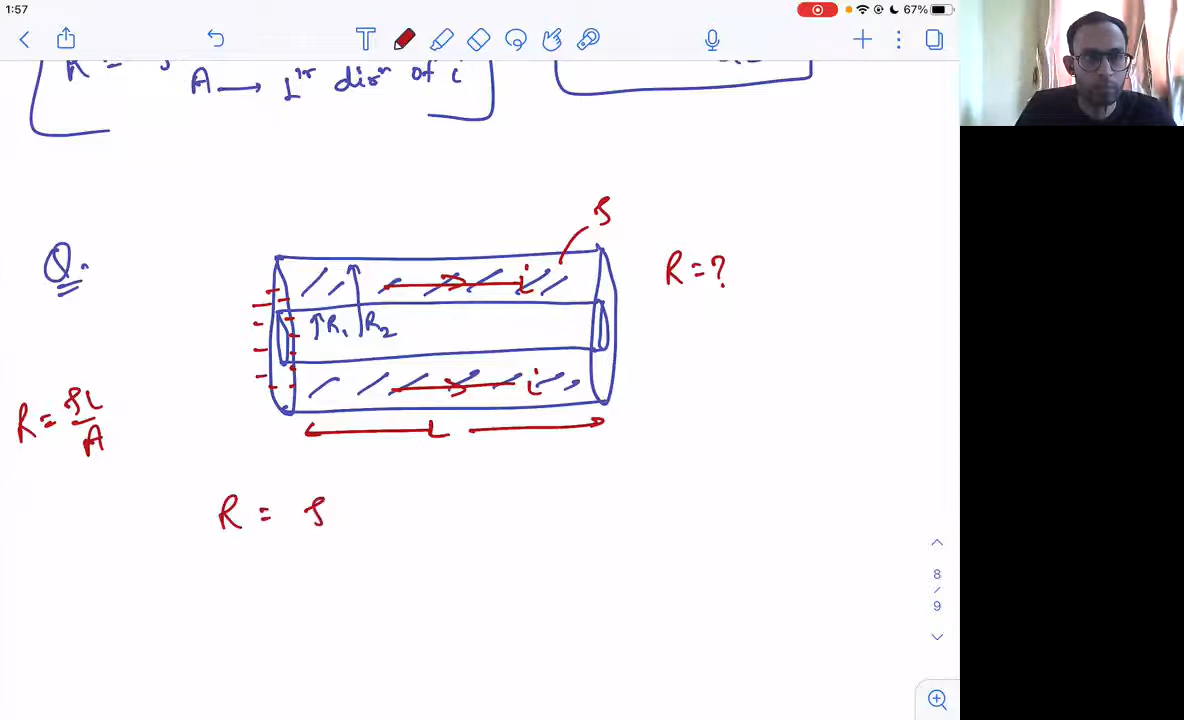 1:57
67%
A → ⊥ʳ dirⁿ of i
Q.
ρ
R = ?
i
R₁ R₂
i
L
R = ρL/A
R = ρ
8
/
9